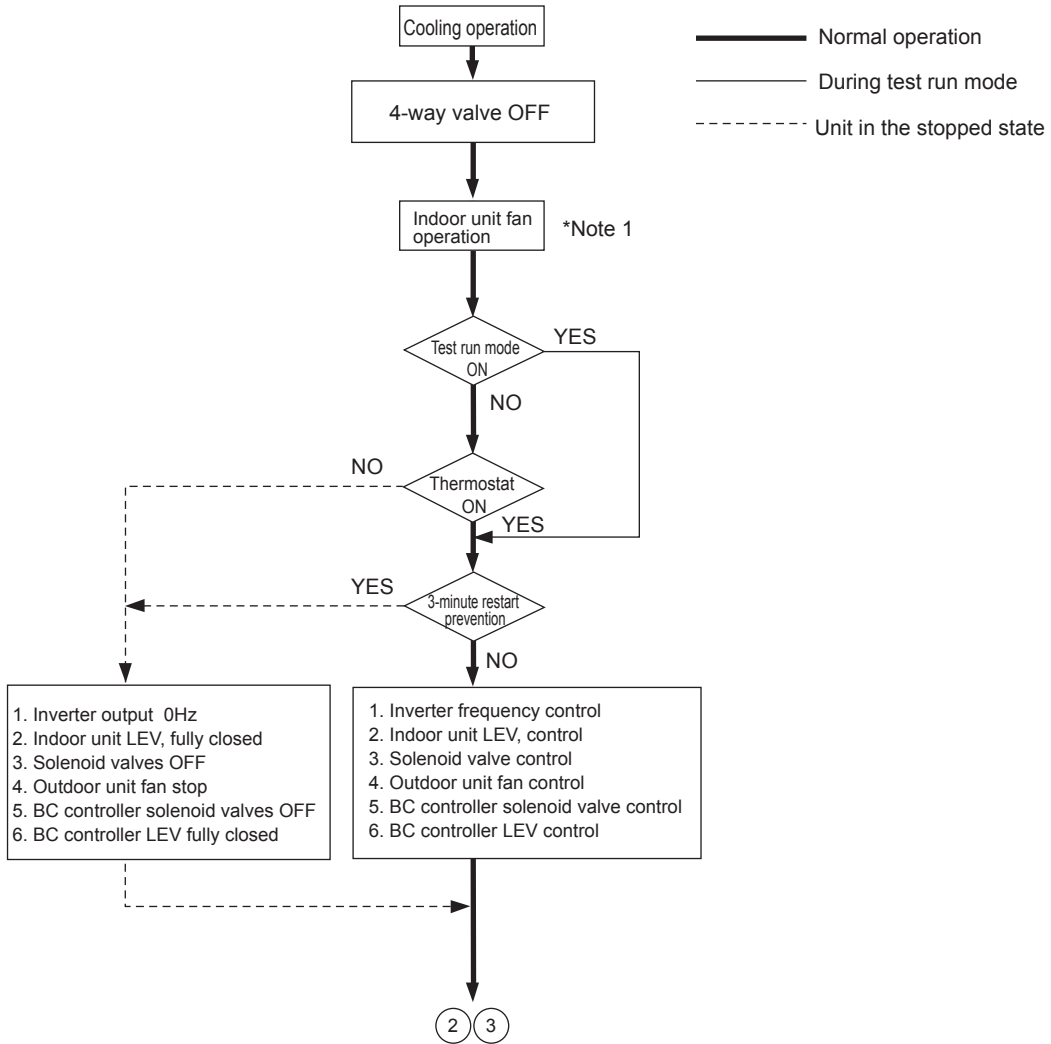 Cooling operation
Normal operation
During test run mode
Unit in the stopped state
4-way valve OFF
Indoor unit fan
operation
*Note 1
Test run mode
ON
YES
NO
NO
Thermostat
ON
YES
YES
3-minute restart
prevention
NO
1. Inverter output 0Hz
2. Indoor unit LEV, fully closed
3. Solenoid valves OFF
4. Outdoor unit fan stop
5. BC controller solenoid valves OFF
6. BC controller LEV fully closed
1. Inverter frequency control
2. Indoor unit LEV, control
3. Solenoid valve control
4. Outdoor unit fan control
5. BC controller solenoid valve control
6. BC controller LEV control
2 3